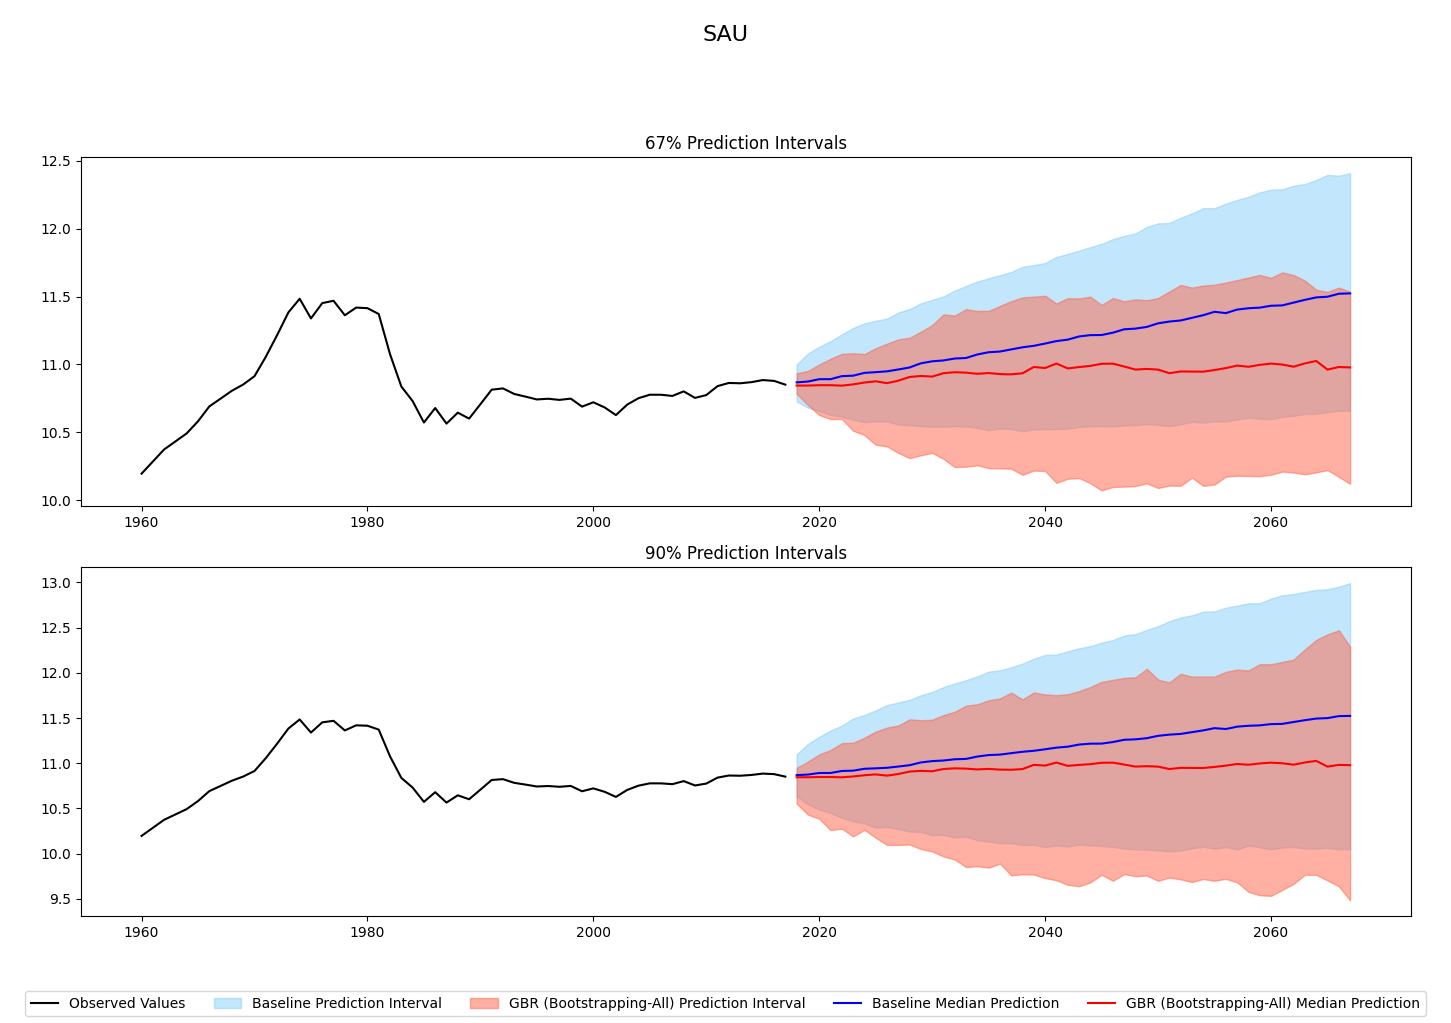 SAU
67% Prediction Intervals
12.5
12.0
11.5
11.0
10.5
10.0
1960 1980 2000 2020 2040 2060
90% Prediction Intervals
13.0
12.5
12.0
11.5
11.0
10.5
10.0
9.5
1960 1980 2000 2020 2040 2060
Observed Values Baseline Prediction Interval GBR (Bootstrapping-All) Prediction Interval Baseline Median Prediction GBR (Bootstrapping-All) Median Prediction